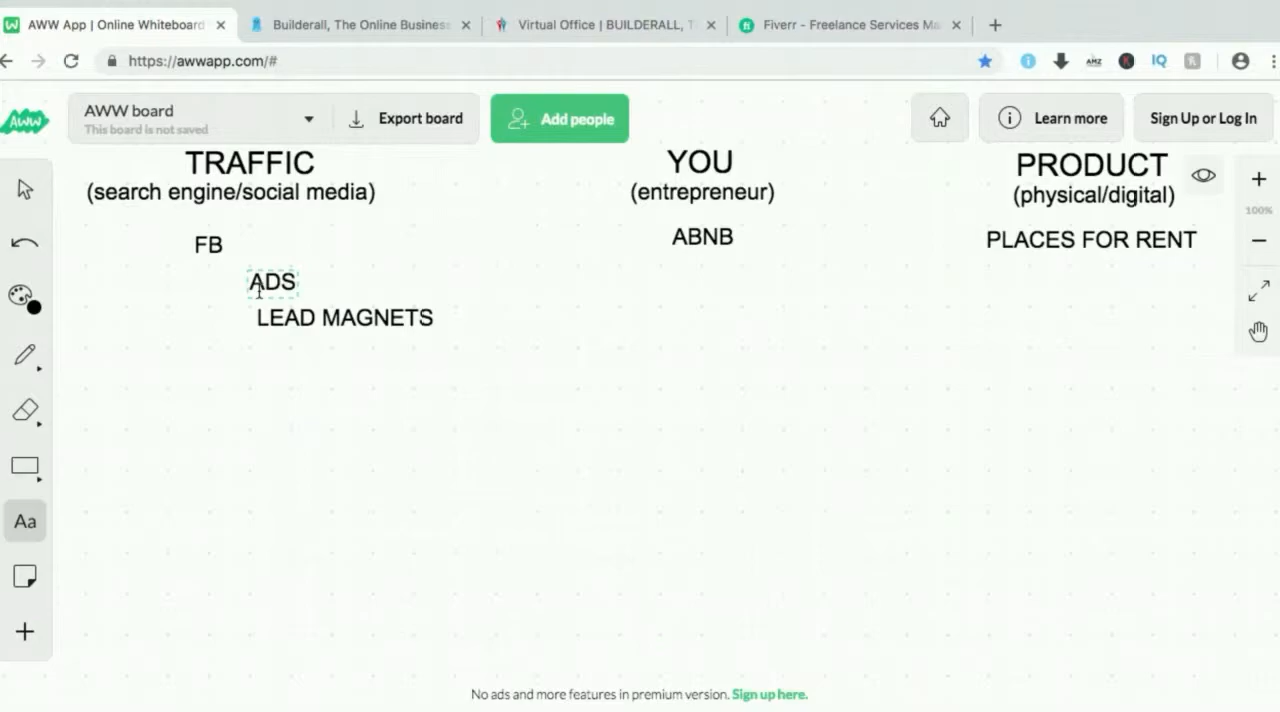 AWW App | Online Whiteboard
Builderall, The Online Business
Virtual Office | BUILDERALL, T
Fiverr - Freelance Services Ma
https://awwapp.com/#
AMZ
IQ
AWW
AWW board
This board is not saved
Export board
Add people
Learn more
Sign Up or Log In
TRAFFIC
(search engine/social media)
FB
ADS
LEAD MAGNETS
YOU
(entrepreneur)
ABNB
PRODUCT
(physical/digital)
PLACES FOR RENT
100%
Aa
No ads and more features in premium version. Sign up here.